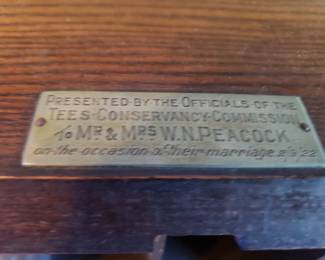 PRESENTED·BY·THE·OFFICIALS·OF·THE
TEES·CONSERVANCY·COMMISSION
To MR & MRS W.N.PEACOCK
on·the·occasion·of·their·marriage